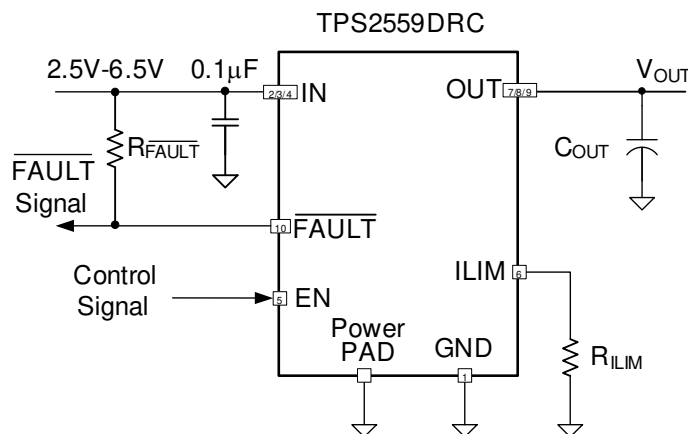 TPS2559DRC
2.5V-6.5V
0.1μF
2/3/4
IN
OUT
7/8/9
VOUT
RFAULT
COUT
FAULT
Signal
10
FAULT
ILIM
6
Control
Signal
5
EN
Power
PAD
GND
1
RILIM